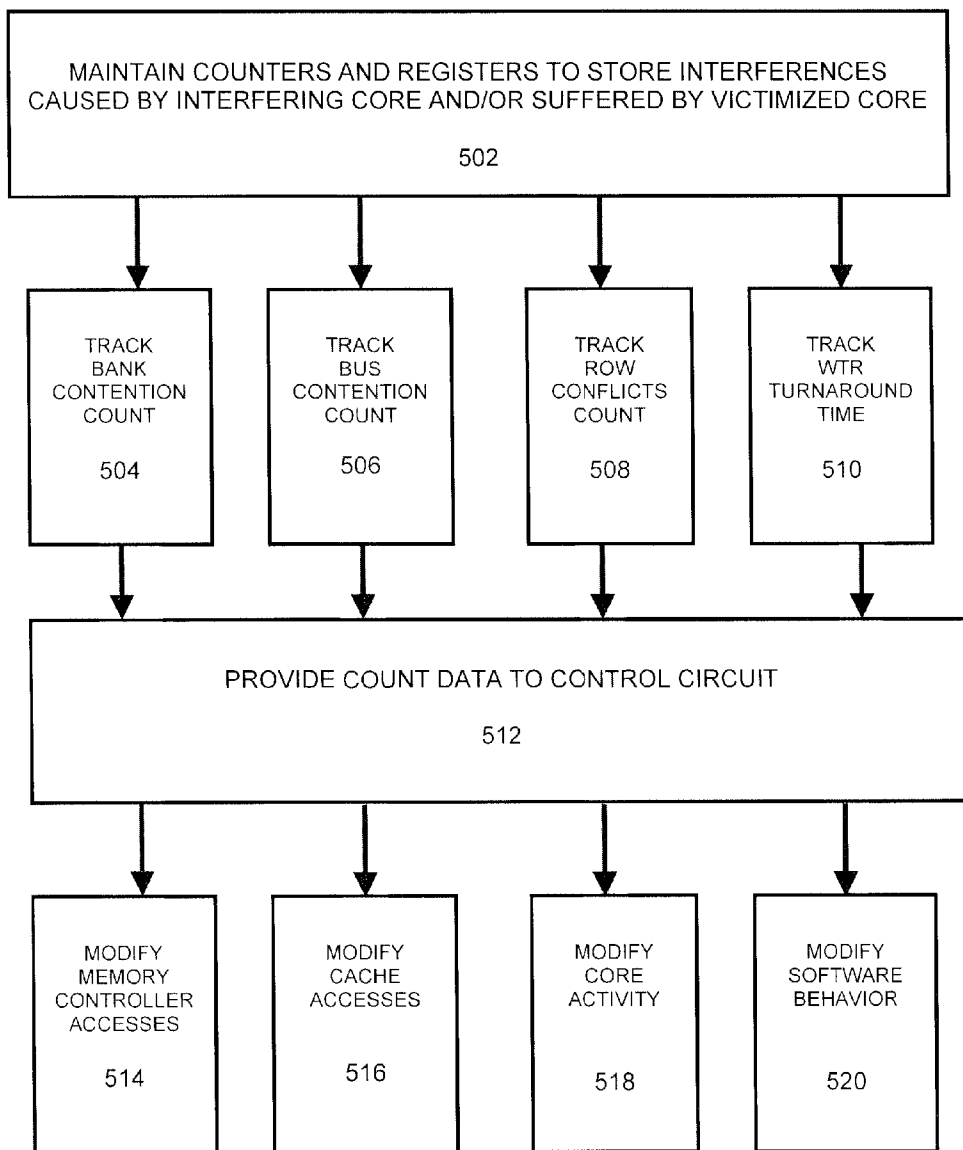 MAINTAIN COUNTERS AND REGISTERS TO STORE INTERFERENCES
CAUSED BY INTERFERING CORE AND/OR SUFFERED BY VICTIMIZED CORE
502
TRACK
BANK
CONTENTION
COUNT
504
TRACK
BUS
CONTENTION
COUNT
506
TRACK
ROW
CONFLICTS
COUNT
508
TRACK
WTR
TURNAROUND
TIME
510
PROVIDE COUNT DATA TO CONTROL CIRCUIT
512
MODIFY
MEMORY
CONTROLLER
ACCESSES
514
MODIFY
CACHE
ACCESSES
516
MODIFY
CORE
ACTIVITY
518
MODIFY
SOFTWARE
BEHAVIOR
520